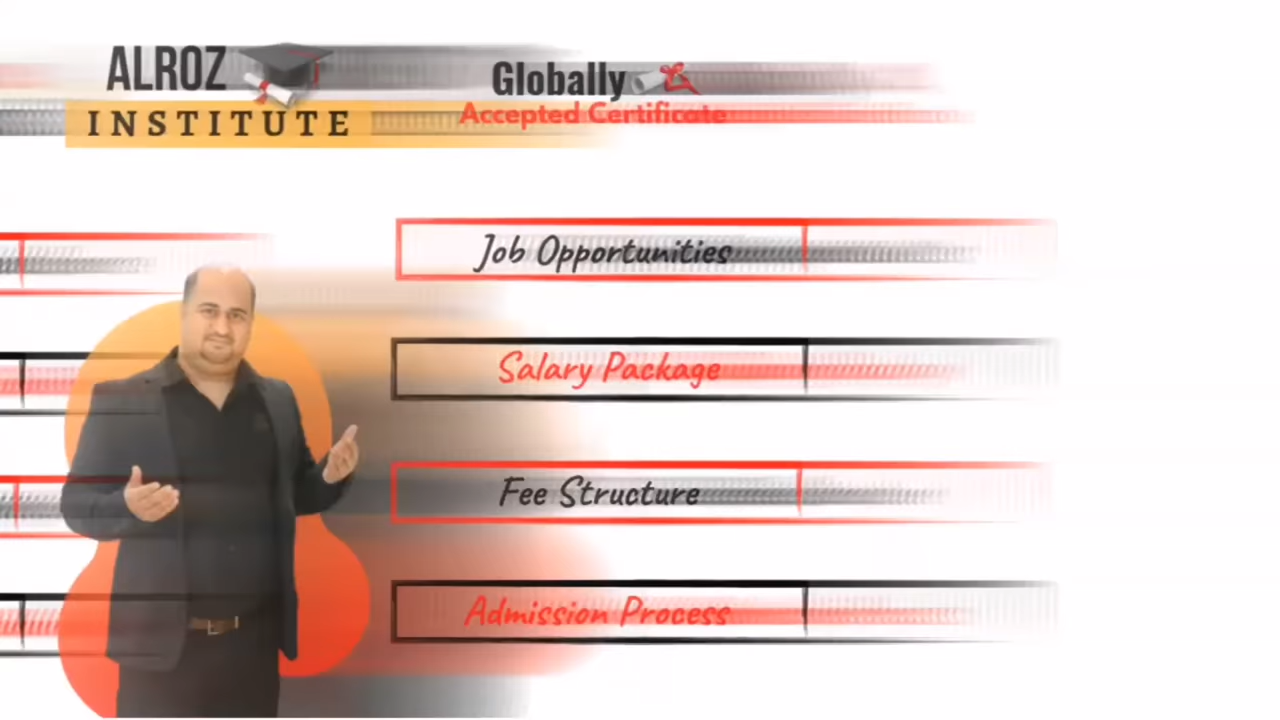 ALROZ
INSTITUTE
Globally
Accepted Certificate
Job Opportunities
Salary Package
Fee Structure
Admission Process